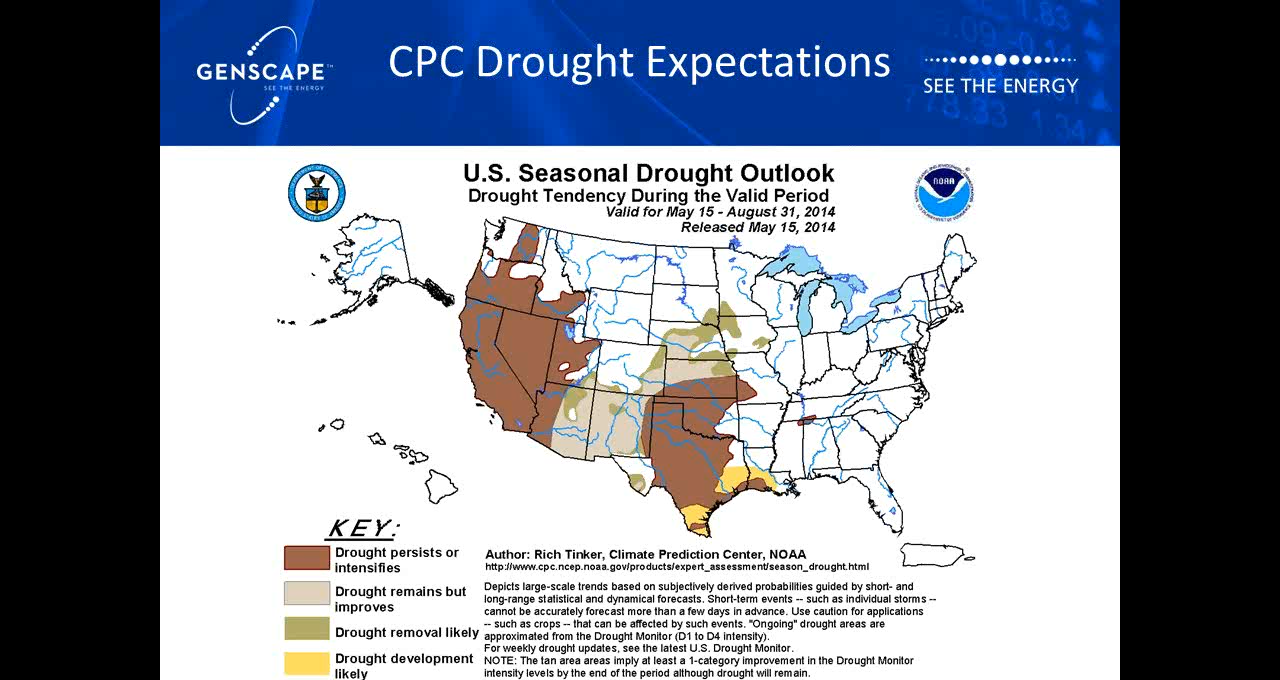 GENSCAPE™
SEE THE ENERGY
CPC Drought Expectations
SEE THE ENERGY
U.S. Seasonal Drought Outlook
Drought Tendency During the Valid Period
Valid for May 15 - August 31, 2014
Released May 15, 2014
NOAA
KEY:
Drought persists or
intensifies
Drought remains but
improves
Drought removal likely
Drought development
likely
Author: Rich Tinker, Climate Prediction Center, NOAA
http://www.cpc.ncep.noaa.gov/products/expert_assessment/season_drought.html
Depicts large-scale trends based on subjectively derived probabilities guided by short- and
long-range statistical and dynamical forecasts. Short-term events -- such as individual storms --
cannot be accurately forecast more than a few days in advance. Use caution for applications
-- such as crops -- that can be affected by such events. "Ongoing" drought areas are
approximated from the Drought Monitor (D1 to D4 intensity).
For weekly drought updates, see the latest U.S. Drought Monitor.
NOTE: The tan area areas imply at least a 1-category improvement in the Drought Monitor
intensity levels by the end of the period although drought will remain.